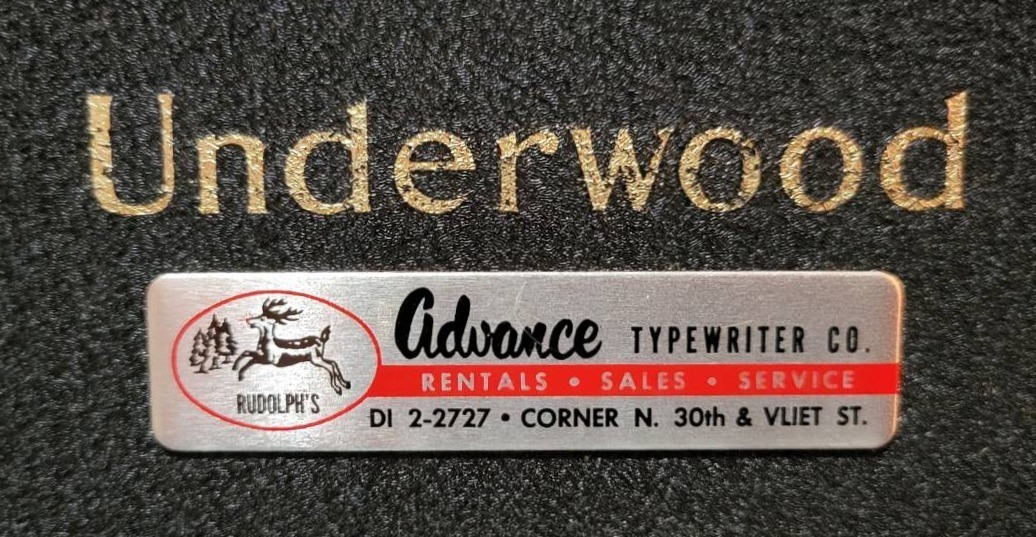 Underwood
Advance TYPEWRITER CO.
RENTALS • SALES • SERVICE
RUDOLPH'S
DI 2-2727 • CORNER N. 30th & VLIET ST.